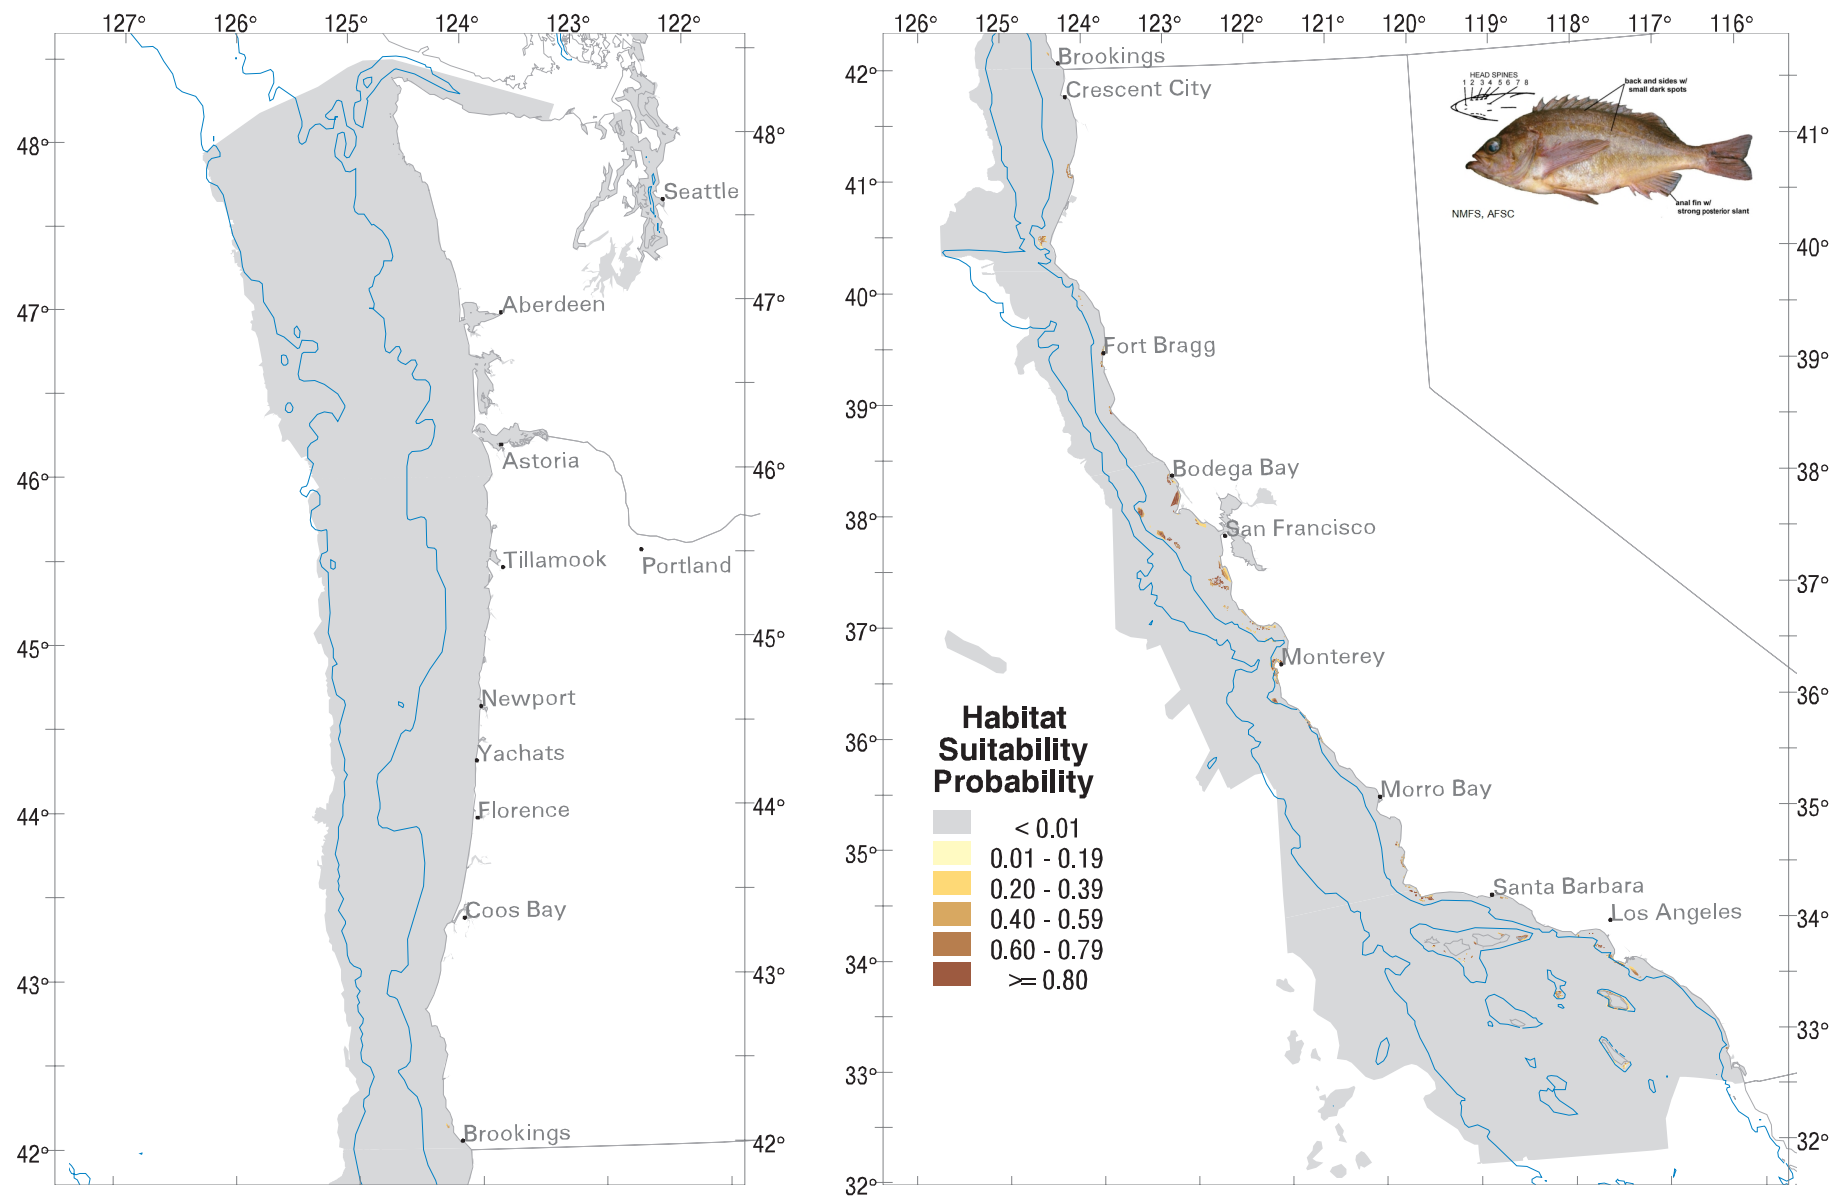 127° 126° 125° 124° 123° 122°
48°
47°
46°
45°
44°
43°
42°
48°
47°
46°
45°
44°
43°
42°
Seattle
Aberdeen
Astoria
Tillamook
Portland
Newport
Yachats
Florence
Coos Bay
Brookings
126° 125° 124° 123° 122° 121° 120° 119° 118° 117° 116°
42°
41°
40°
39°
38°
37°
36°
35°
34°
33°
32°
41°
40°
39°
38°
37°
36°
35°
34°
33°
32°
Brookings
Crescent City
Fort Bragg
Bodega Bay
San Francisco
Monterey
Morro Bay
Santa Barbara
Los Angeles
HEAD SPINES
1 2 3 4 5 6 7 8
back and sides w/
small dark spots
anal fin w/
strong posterior slant
NMFS, AFSC
Habitat
Suitability
Probability
< 0.01
0.01 - 0.19
0.20 - 0.39
0.40 - 0.59
0.60 - 0.79
>= 0.80